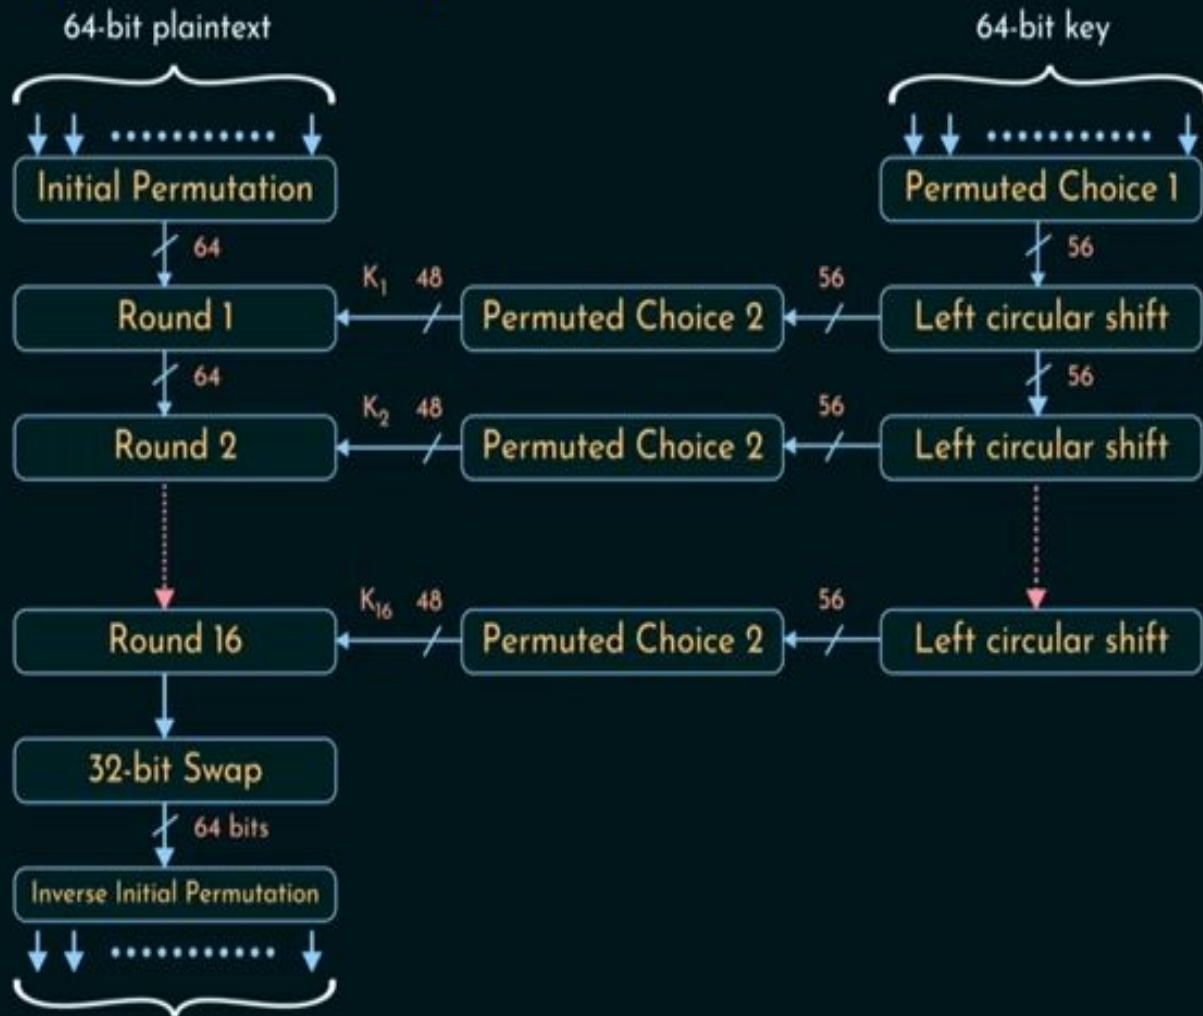 64-bit plaintext 64-bit key
Initial Permutation Permuted Choice 1
64 56
K₁ 48 56
Round 1 Permuted Choice 2 Left circular shift
64 56
K₂ 48 56
Round 2 Permuted Choice 2 Left circular shift
K₁₆ 48 56
Round 16 Permuted Choice 2 Left circular shift
32-bit Swap
64 bits
Inverse Initial Permutation